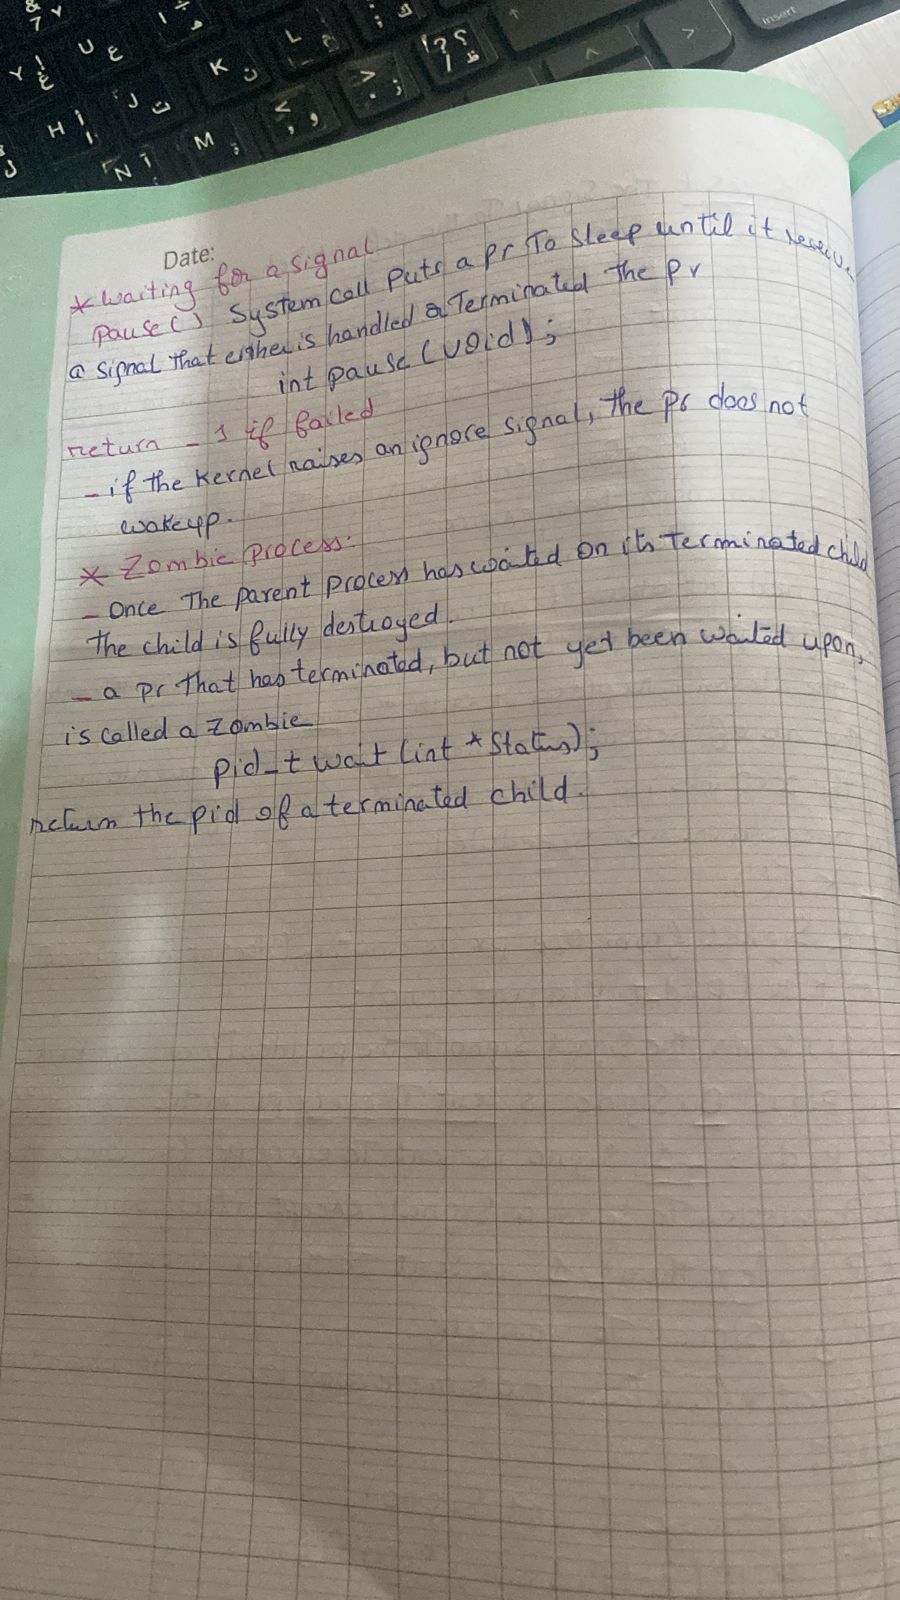 & 7 ٧
Y غ إ
U ع
H أ ا
J ت ـ
K ن
L
N آ
M
insert
Date:
* Waiting for a signal
Pause() System call Puts a pr To sleep until it receive
a signal that either is handled or Terminated the pr
int pause (void);
return -1 if failed
- if the kernel raises an ignore signal, the pr does not
wakeup.
* Zombie Process:
- Once The parent process has waited on its terminated child
The child is fully destroyed.
- a pr That has terminated, but not yet been waited upon,
is called a Zombie
pid_t wait (int *Status);
return the pid of a terminated child.